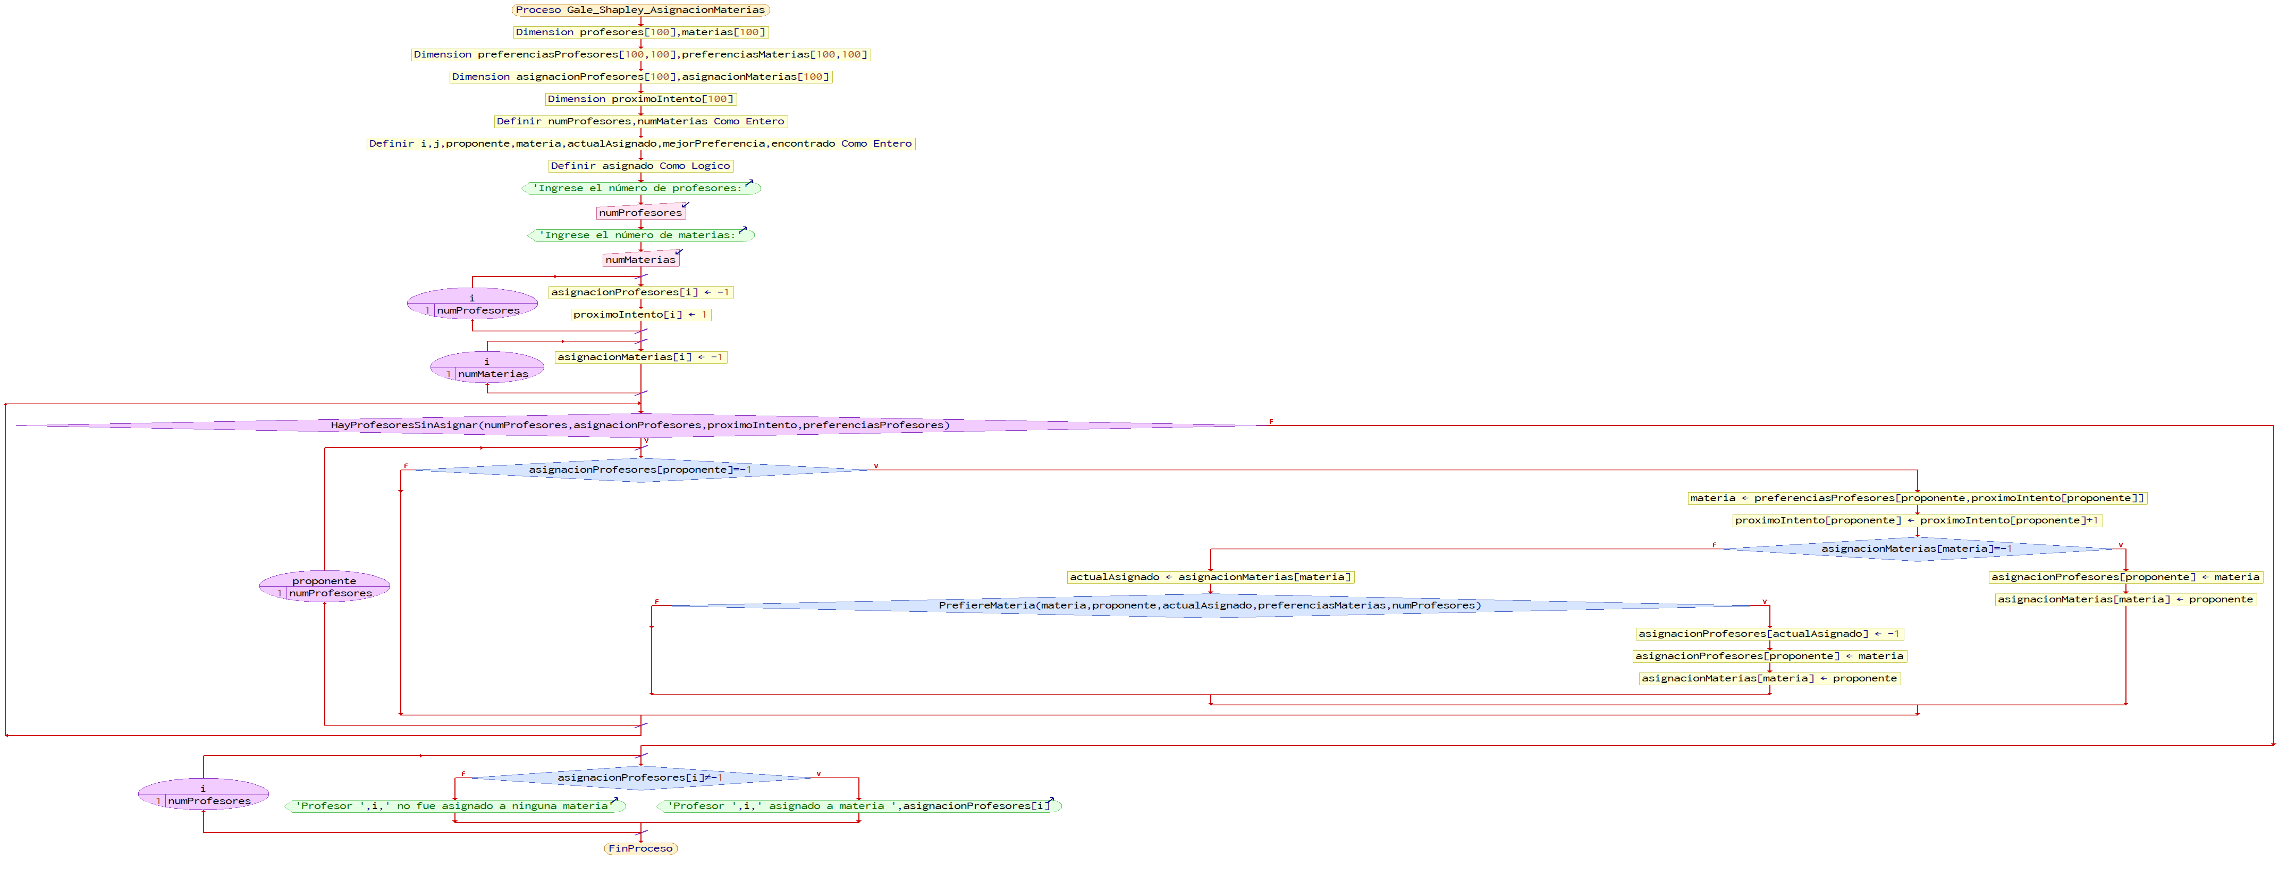 Proceso Gale_Shapley_AsignacionMaterias
Dimension profesores[100],materias[100]
Dimension preferenciasProfesores[100,100],preferenciasMaterias[100,100]
Dimension asignacionProfesores[100],asignacionMaterias[100]
Dimension proximoIntento[100]
Definir numProfesores,numMaterias Como Entero
Definir i,j,proponente,materia,actualAsignado,mejorPreferencia,encontrado Como Entero
Definir asignado Como Logico
'Ingrese el número de profesores:
numProfesores
'Ingrese el número de materias:
numMaterias
i
1 numProfesores
asignacionProfesores[i] ← -1
proximoIntento[i] ← 1
i
1 numMaterias
asignacionMaterias[i] ← -1
HayProfesoresSinAsignar(numProfesores,asignacionProfesores,proximoIntento,preferenciasProfesores)
F
V
proponente
1 numProfesores
F
asignacionProfesores[proponente]=-1
V
materia ← preferenciasProfesores[proponente,proximoIntento[proponente]]
proximoIntento[proponente] ← proximoIntento[proponente]+1
F
asignacionMaterias[materia]=-1
V
actualAsignado ← asignacionMaterias[materia]
asignacionProfesores[proponente] ← materia
asignacionMaterias[materia] ← proponente
F
PrefiereMateria(materia,proponente,actualAsignado,preferenciasMaterias,numProfesores)
V
asignacionProfesores[actualAsignado] ← -1
asignacionProfesores[proponente] ← materia
asignacionMaterias[materia] ← proponente
i
1 numProfesores
F
asignacionProfesores[i]≠-1
V
'Profesor ',i,' no fue asignado a ninguna materia'
'Profesor ',i,' asignado a materia ',asignacionProfesores[i]
FinProceso